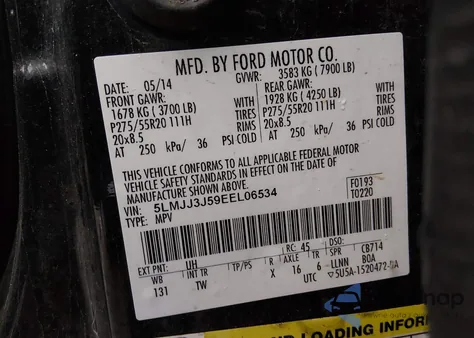 MFD. BY FORD MOTOR CO.
DATE: 05/14 GVWR: 3583 KG (7900 LB)
FRONT GAWR: REAR GAWR:
1678 KG (3700 LB) WITH 1928 KG (4250 LB) WITH
P275/55R20 111H TIRES P275/55R20 111H TIRES
20x8.5 RIMS 20x8.5 RIMS
AT 250 kPa/ 36 PSI COLD AT 250 kPa/ 36 PSI COLD
THIS VEHICLE CONFORMS TO ALL APPLICABLE FEDERAL MOTOR
VEHICLE SAFETY STANDARDS IN EFFECT ON THE DATE OF
MANUFACTURE SHOWN ABOVE.
VIN: 5LMJJ3J59EEL06534 F0193
TYPE: MPV T0220
EXT PNT: UH RC: 45 DSO: CB714
WB INT TR TP/PS R AXLE TR LLNN BOA
131 TW X 16 6
UTC ▽5U5A-1520472-
LOADING INFOR
map